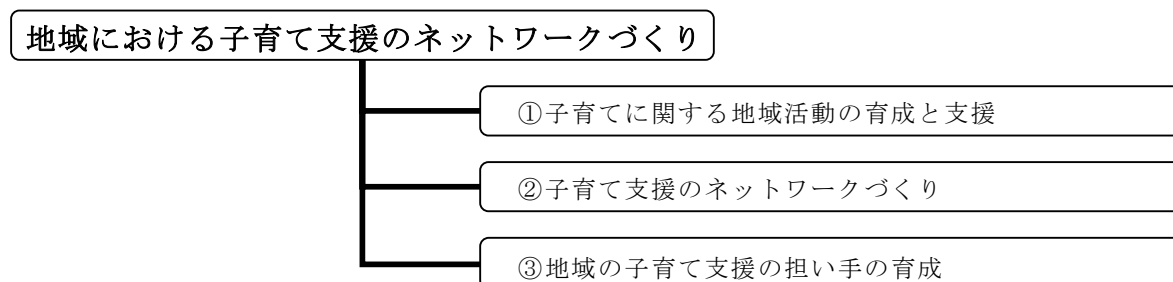 地域における子育て支援のネットワークづくり
①子育てに関する地域活動の育成と支援
②子育て支援のネットワークづくり
③地域の子育て支援の担い手の育成